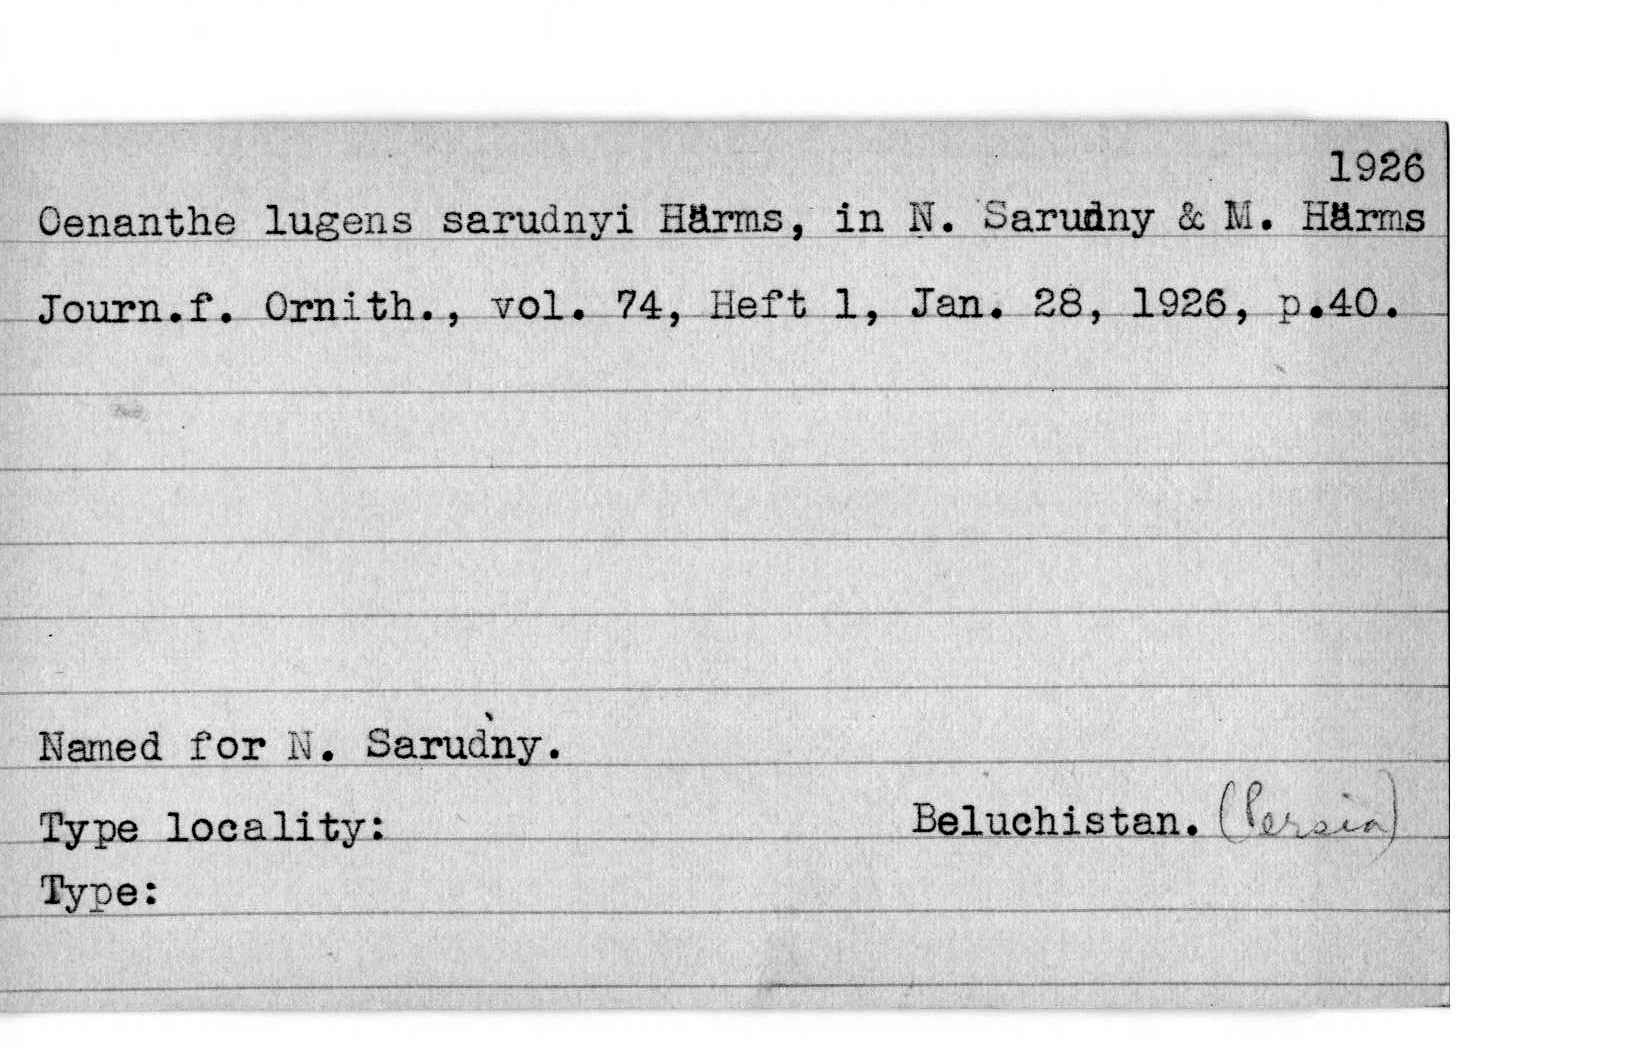 1926
Oenanthe lugens sarudnyi Härms, in N. Sarudny & M. Härms
Journ.f. Ornith., vol. 74, Heft 1, Jan. 28, 1926, p.40.
Named for N. Sarudny.
Type locality: Beluchistan. (Persia)
Type: